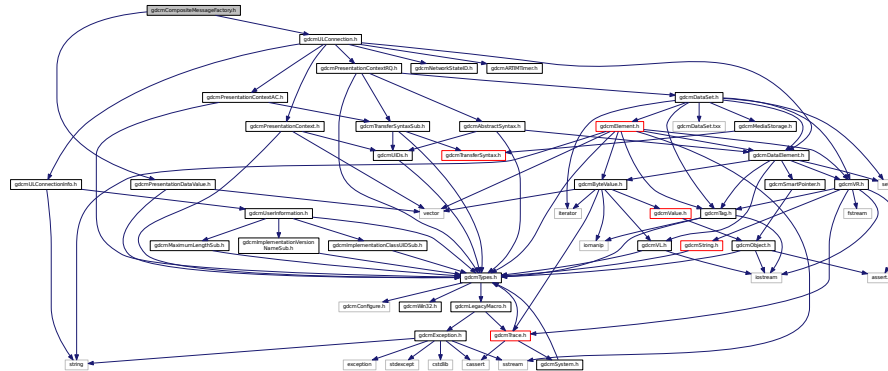 gdcmCompositeMessageFactory.h
gdcmULConnection.h
gdcmPresentationContextRQ.h
gdcmNetworkStateID.h
gdcmARTIMTimer.h
gdcmPresentationContextAC.h
gdcmDataSet.h
gdcmPresentationContext.h
gdcmTransferSyntaxSub.h
gdcmAbstractSyntax.h
gdcmElement.h
gdcmDataSet.txx
gdcmMediaStorage.h
gdcmUIDs.h
gdcmTransferSyntax.h
gdcmDataElement.h
gdcmULConnectionInfo.h
gdcmPresentationDataValue.h
gdcmByteValue.h
gdcmSmartPointer.h
gdcmVR.h
gdcmUserInformation.h
vector
iterator
gdcmValue.h
gdcmTag.h
fstream
gdcmMaximumLengthSub.h
gdcmImplementationVersion
NameSub.h
gdcmImplementationClassUIDSub.h
iomanip
gdcmVL.h
gdcmString.h
gdcmObject.h
gdcmTypes.h
iostream
gdcmConfigure.h
gdcmWin32.h
gdcmLegacyMacro.h
gdcmException.h
gdcmTrace.h
string
exception
stdexcept
cstdlib
cassert
sstream
gdcmSystem.h